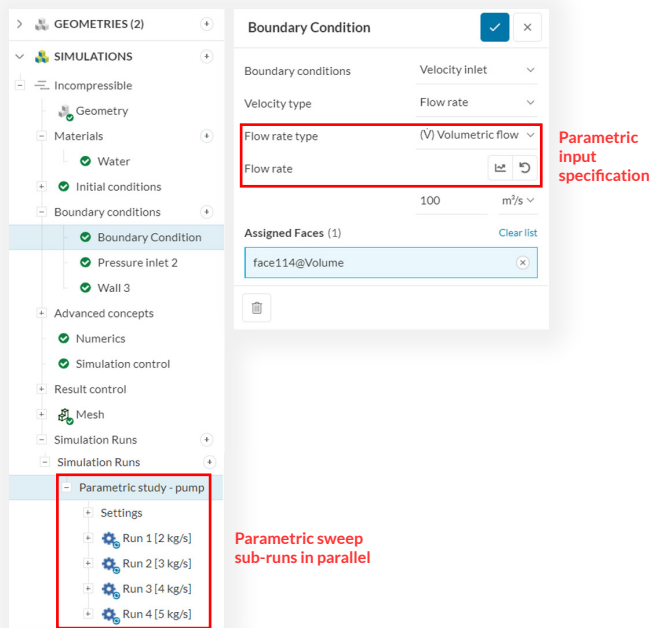 GEOMETRIES (2)
SIMULATIONS
Incompressible
Geometry
Materials
Water
Initial conditions
Boundary conditions
Boundary Condition
Pressure inlet 2
Wall 3
Advanced concepts
Numerics
Simulation control
Result control
Mesh
Simulation Runs
Simulation Runs
Parametric study - pump
Settings
Run 1 [2 kg/s]
Run 2 [3 kg/s]
Run 3 [4 kg/s]
Run 4 [5 kg/s]
Boundary Condition
Boundary conditions Velocity inlet
Velocity type Flow rate
Flow rate type (V̇) Volumetric flow
Flow rate
100 m³/s
Assigned Faces (1) Clear list
face114@Volume
Parametric
input
specification
Parametric sweep
sub-runs in parallel